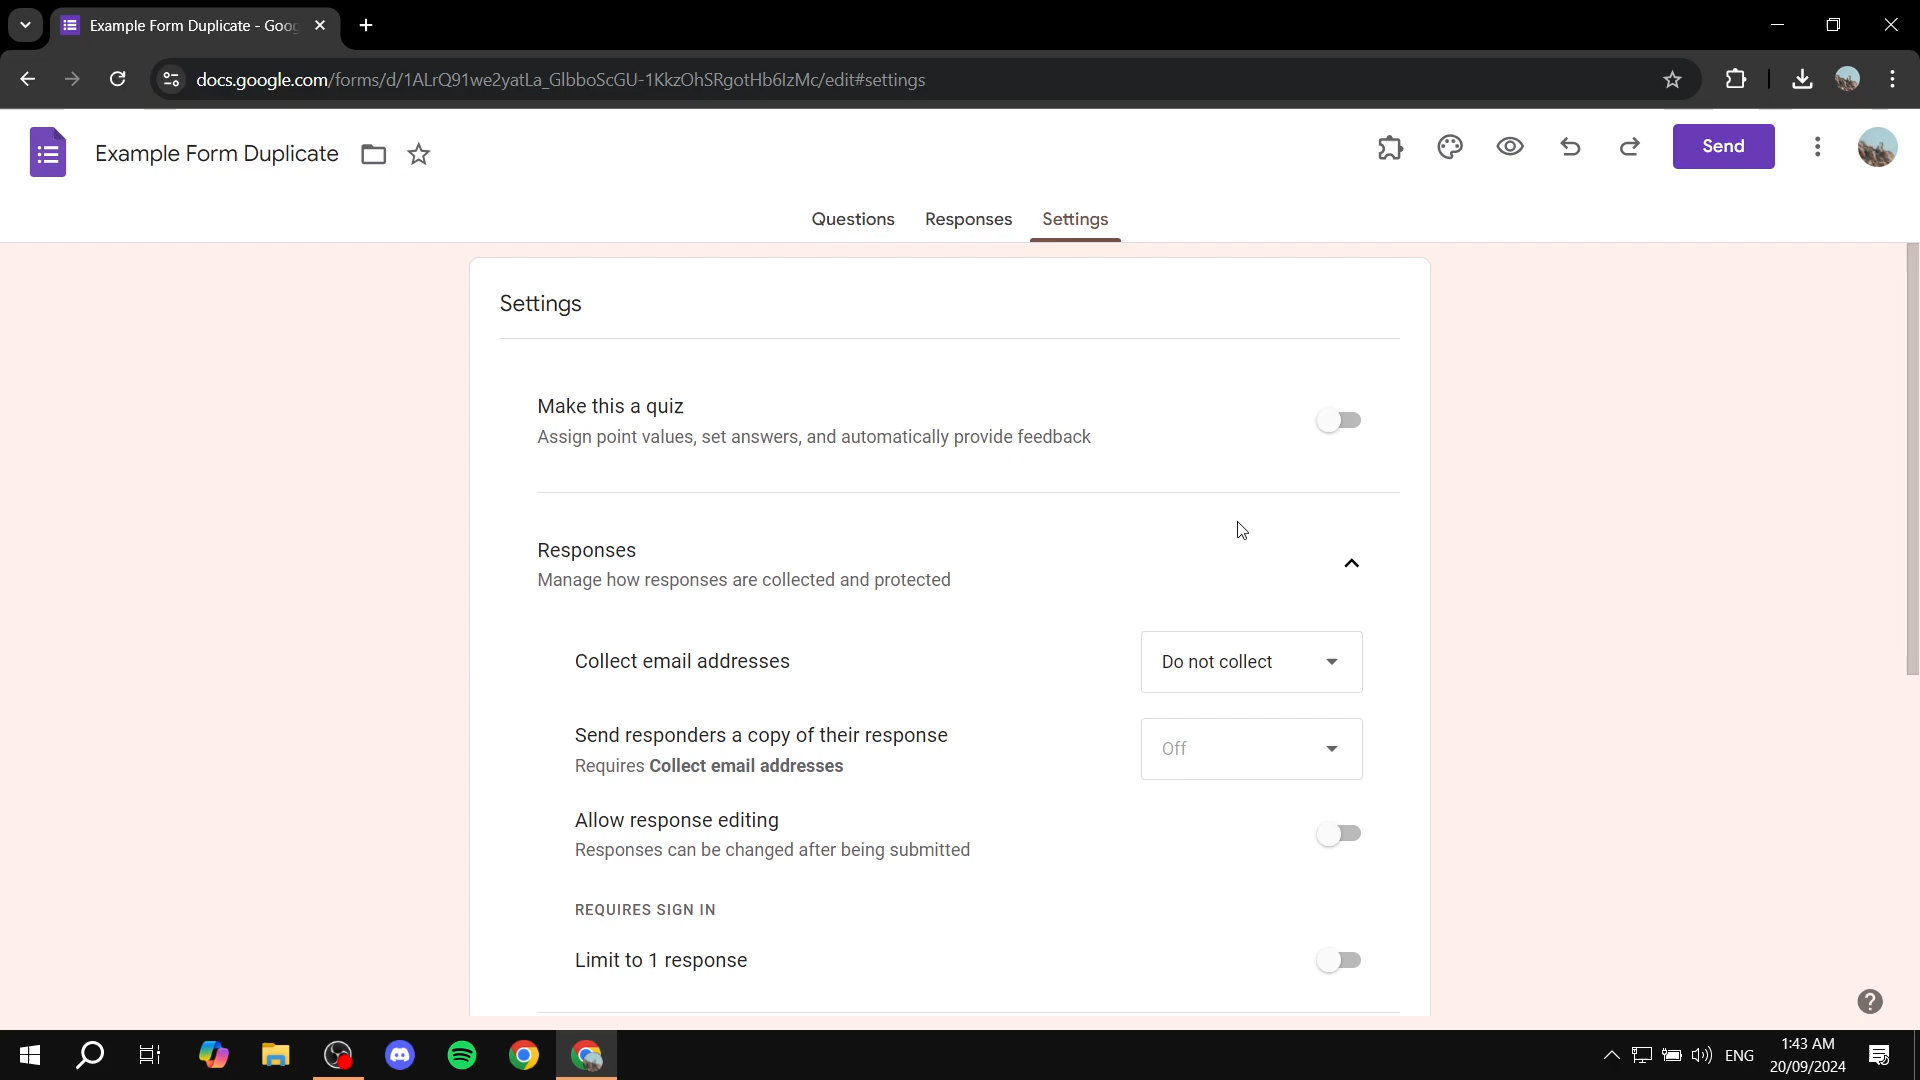 Example Form Duplicate - Goog
docs.google.com/forms/d/1ALrQ91we2yatLa_GlbboScGU-1KkzOhSRgotHb6lzMc/edit#settings
Example Form Duplicate
Send
Questions
Responses
Settings
Settings
Make this a quiz
Assign point values, set answers, and automatically provide feedback
Responses
Manage how responses are collected and protected
Collect email addresses
Do not collect
Send responders a copy of their response
Requires Collect email addresses
Off
Allow response editing
Responses can be changed after being submitted
REQUIRES SIGN IN
Limit to 1 response
ENG
1:43 AM
20/09/2024